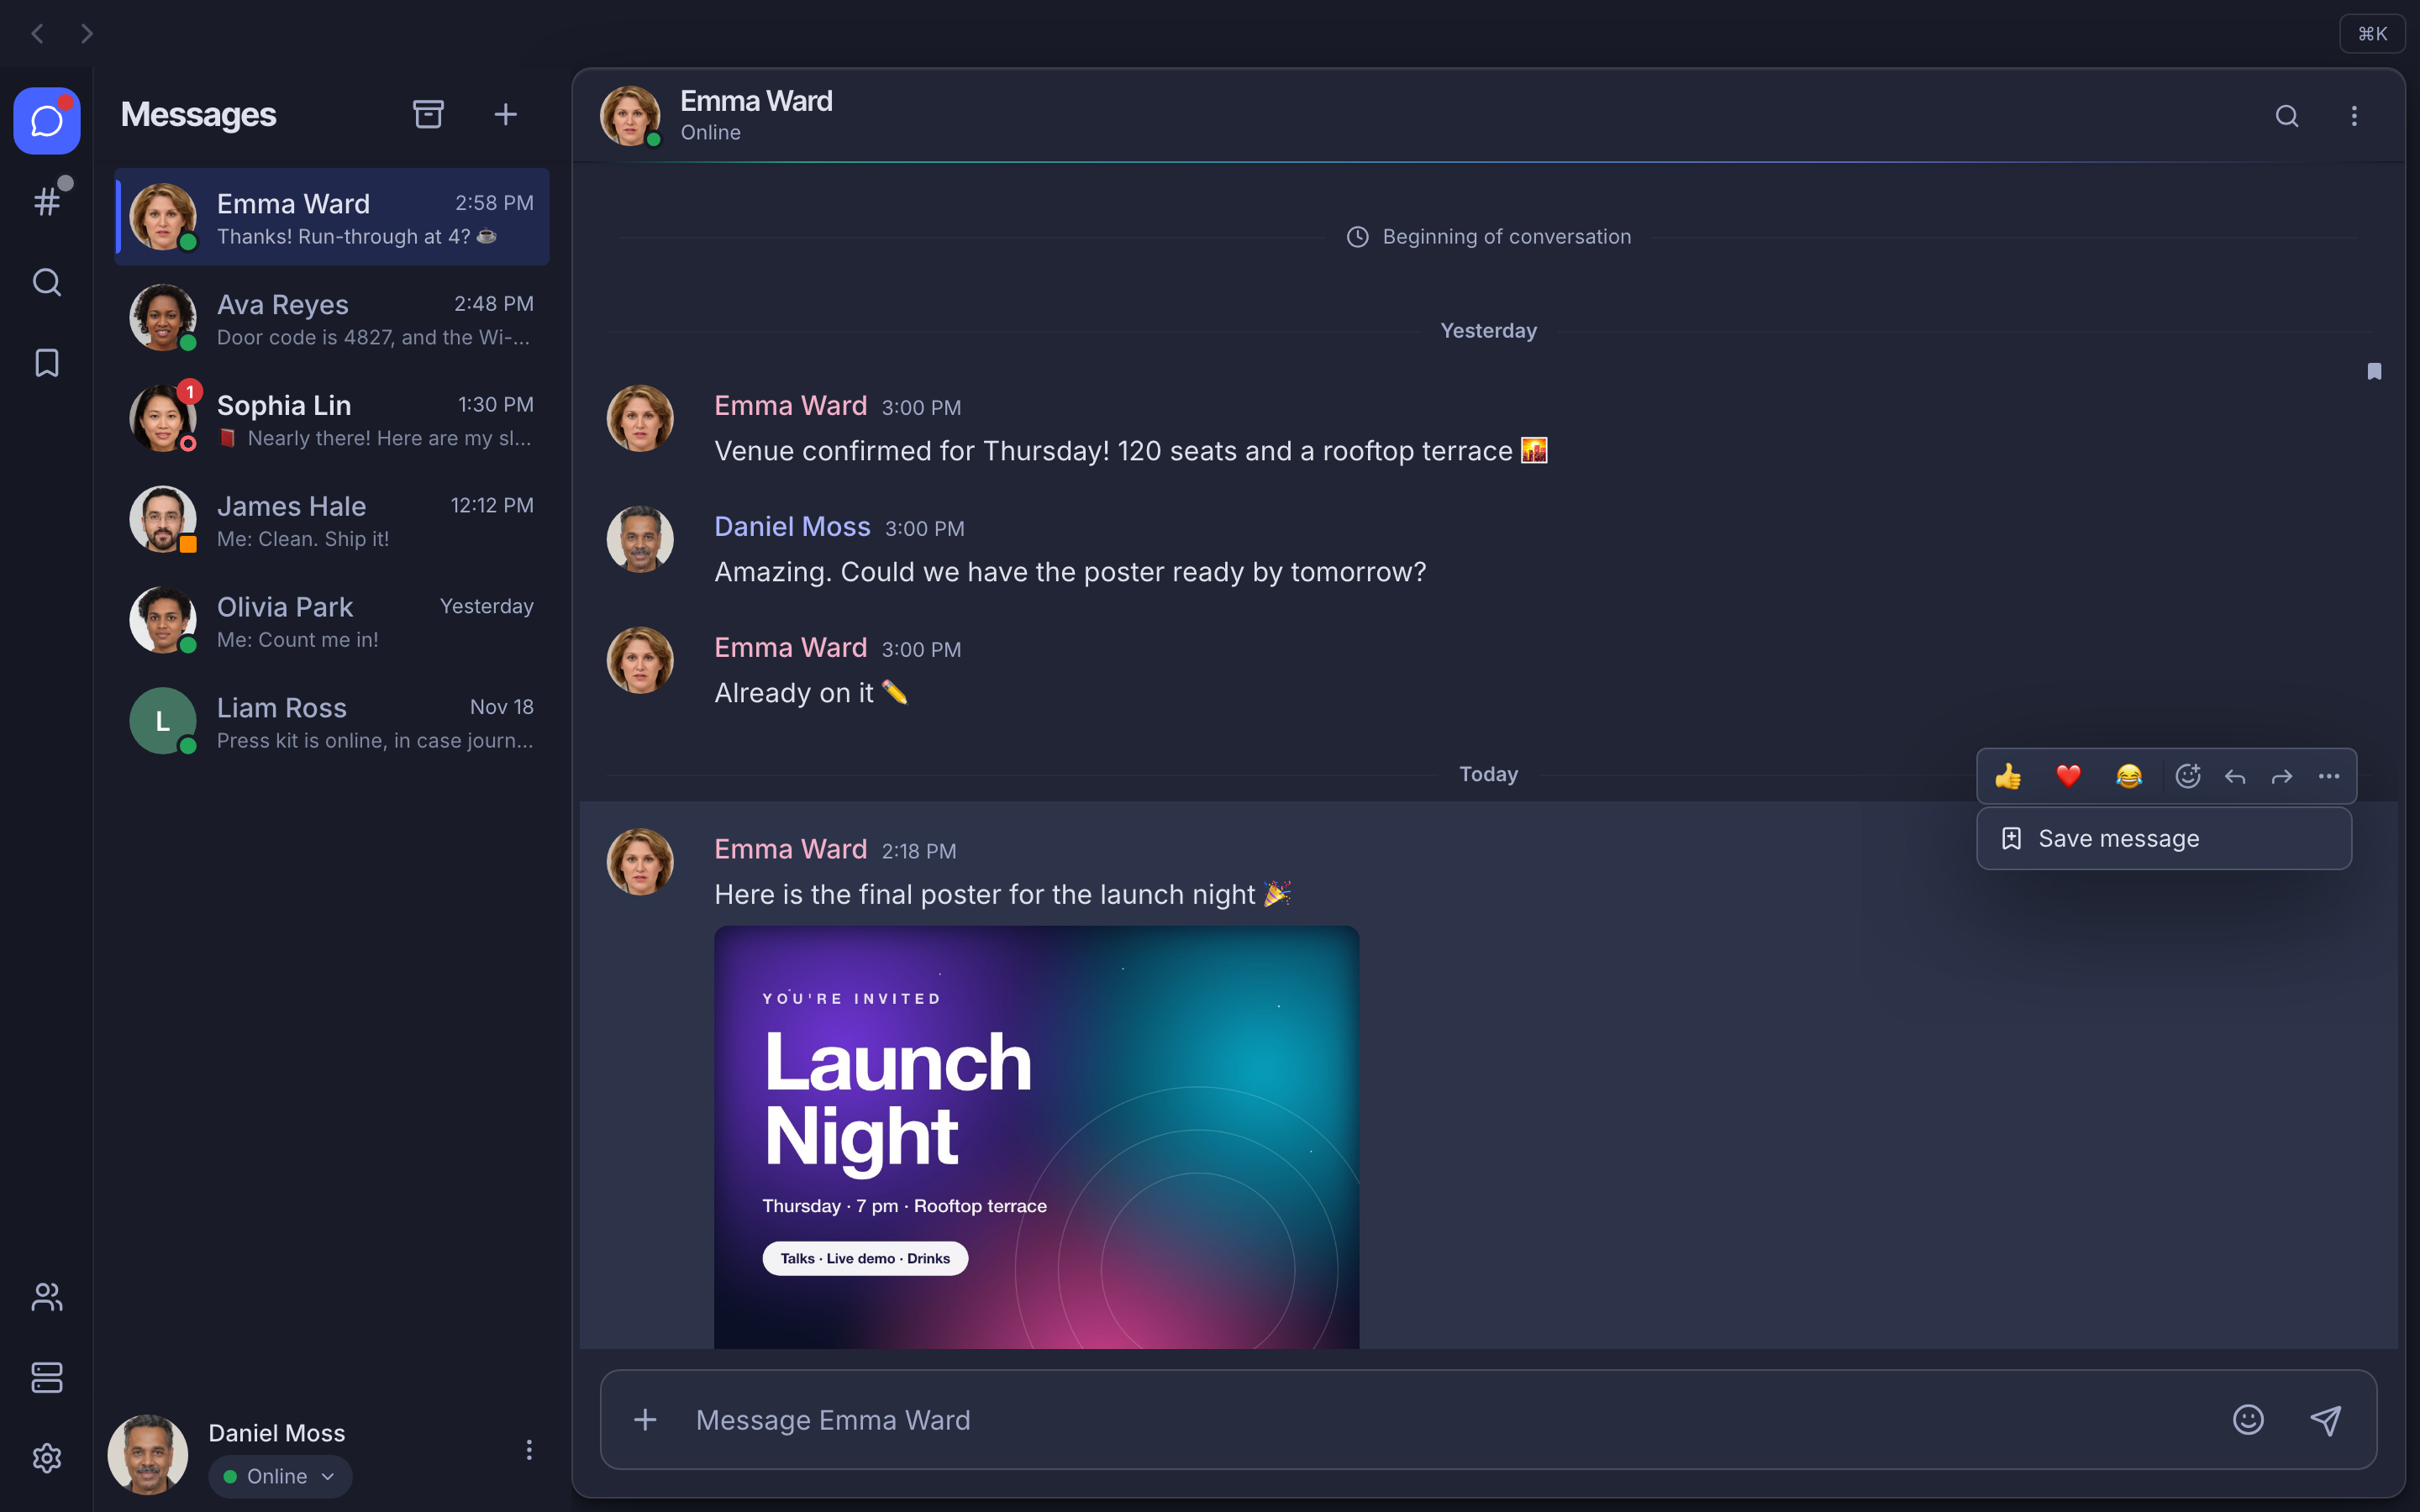 ⌘K
Messages
Emma Ward 2:58 PM
Thanks! Run-through at 4? ☕
Ava Reyes 2:48 PM
Door code is 4827, and the Wi-...
1
Sophia Lin 1:30 PM
📕 Nearly there! Here are my sl...
James Hale 12:12 PM
Me: Clean. Ship it!
Olivia Park Yesterday
Me: Count me in!
L
Liam Ross Nov 18
Press kit is online, in case journ...
Daniel Moss
Online
Emma Ward
Online
Beginning of conversation
Yesterday
Emma Ward 3:00 PM
Venue confirmed for Thursday! 120 seats and a rooftop terrace 🌇
Daniel Moss 3:00 PM
Amazing. Could we have the poster ready by tomorrow?
Emma Ward 3:00 PM
Already on it ✏️
Today
👍 ❤️ 😂
Save message
Emma Ward 2:18 PM
Here is the final poster for the launch night 🎉
YOU'RE INVITED
Launch
Night
Thursday · 7 pm · Rooftop terrace
Talks · Live demo · Drinks
Message Emma Ward